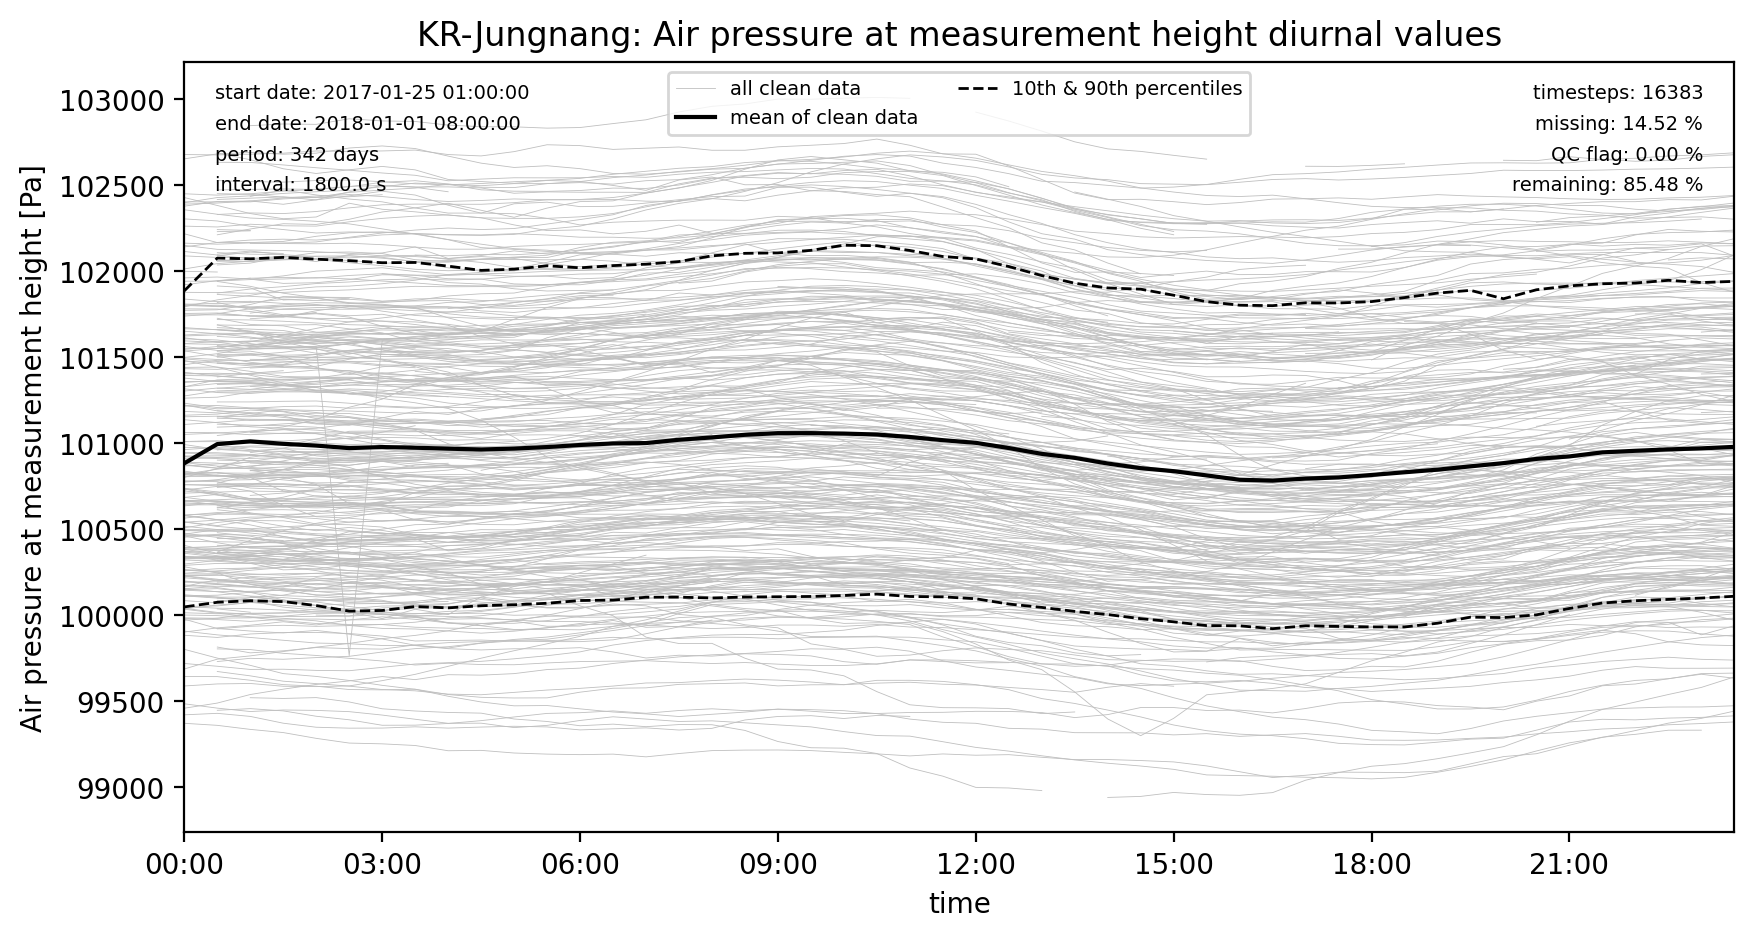 KR-Jungnang: Air pressure at measurement height diurnal values
start date: 2017-01-25 01:00:00
end date: 2018-01-01 08:00:00
period: 342 days
interval: 1800.0 s
all clean data
mean of clean data
10th & 90th percentiles
timesteps: 16383
missing: 14.52 %
QC flag: 0.00 %
remaining: 85.48 %
Air pressure at measurement height [Pa]
103000
102500
102000
101500
101000
100500
100000
99500
99000
00:00
03:00
06:00
09:00
12:00
15:00
18:00
21:00
time